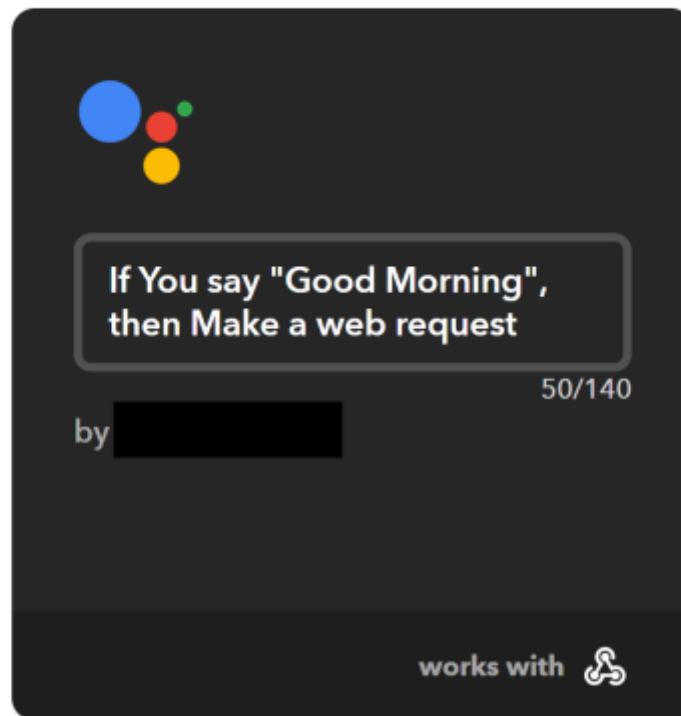 If You say "Good Morning",
then Make a web request
50/140
by
works with